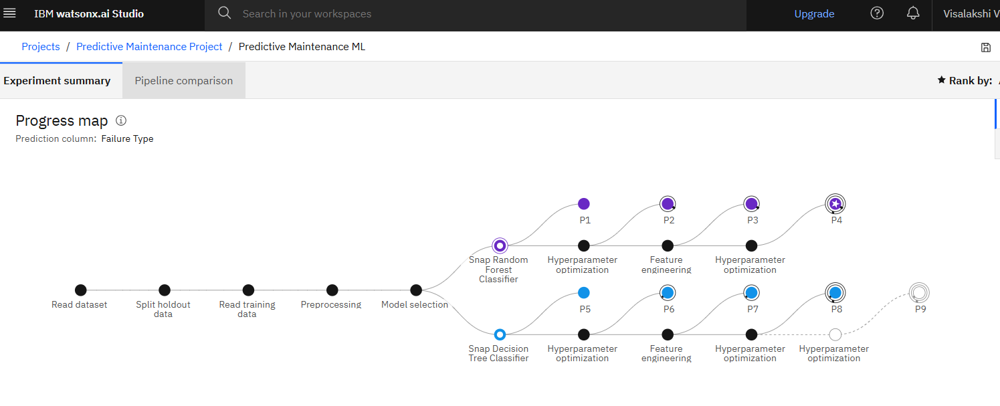 IBM watsonx.ai Studio
Search in your workspaces
Upgrade
Visalakshi V
Projects / Predictive Maintenance Project / Predictive Maintenance ML
Experiment summary
Pipeline comparison
Rank by:
Progress map
Prediction column: Failure Type
P1
P2
P3
P4
Snap Random
Forest
Classifier
Hyperparameter
optimization
Feature
engineering
Hyperparameter
optimization
Read dataset
Split holdout
data
Read training
data
Preprocessing
Model selection
P5
P6
P7
P8
P9
Snap Decision
Tree Classifier
Hyperparameter
optimization
Feature
engineering
Hyperparameter
optimization
Hyperparameter
optimization